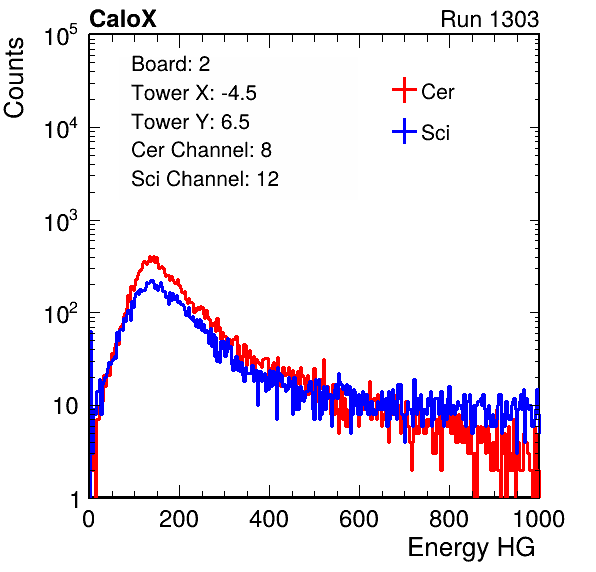 CaloX Run 1303
Counts
10^5
10^4
10^3
10^2
10
1
Board: 2
Tower X: -4.5
Tower Y: 6.5
Cer Channel: 8
Sci Channel: 12
Cer
Sci
0 200 400 600 800 1000
Energy HG